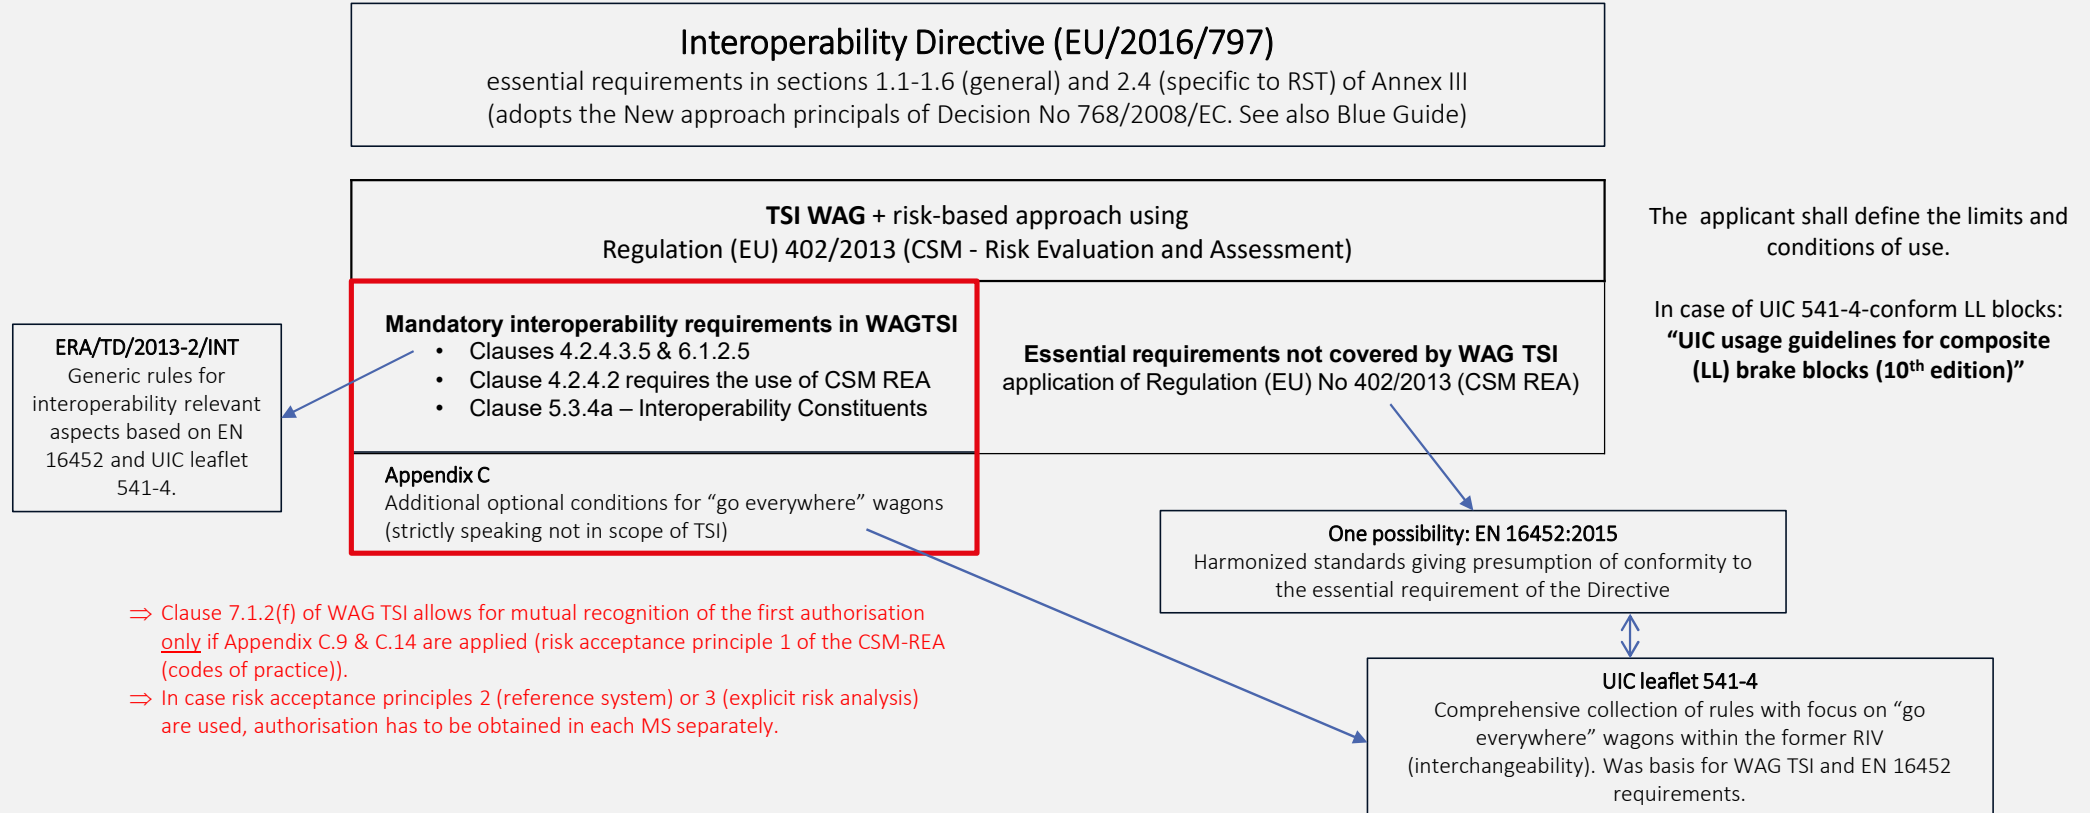 Interoperability Directive (EU/2016/797)
essential requirements in sections 1.1-1.6 (general) and 2.4 (specific to RST) of Annex III
(adopts the New approach principals of Decision No 768/2008/EC. See also Blue Guide)
TSI WAG + risk-based approach using
Regulation (EU) 402/2013 (CSM - Risk Evaluation and Assessment)
The applicant shall define the limits and
conditions of use.
In case of UIC 541-4-conform LL blocks:
“UIC usage guidelines for composite
(LL) brake blocks (10th edition)”
Mandatory interoperability requirements in WAGTSI
• Clauses 4.2.4.3.5 & 6.1.2.5
• Clause 4.2.4.2 requires the use of CSM REA
• Clause 5.3.4a – Interoperability Constituents
Essential requirements not covered by WAG TSI
application of Regulation (EU) No 402/2013 (CSM REA)
ERA/TD/2013-2/INT
Generic rules for
interoperability relevant
aspects based on EN
16452 and UIC leaflet
541-4.
Appendix C
Additional optional conditions for “go everywhere” wagons
(strictly speaking not in scope of TSI)
One possibility: EN 16452:2015
Harmonized standards giving presumption of conformity to
the essential requirement of the Directive
⇒ Clause 7.1.2(f) of WAG TSI allows for mutual recognition of the first authorisation
only if Appendix C.9 & C.14 are applied (risk acceptance principle 1 of the CSM-REA
(codes of practice)).
⇒ In case risk acceptance principles 2 (reference system) or 3 (explicit risk analysis)
are used, authorisation has to be obtained in each MS separately.
UIC leaflet 541-4
Comprehensive collection of rules with focus on “go
everywhere” wagons within the former RIV
(interchangeability). Was basis for WAG TSI and EN 16452
requirements.